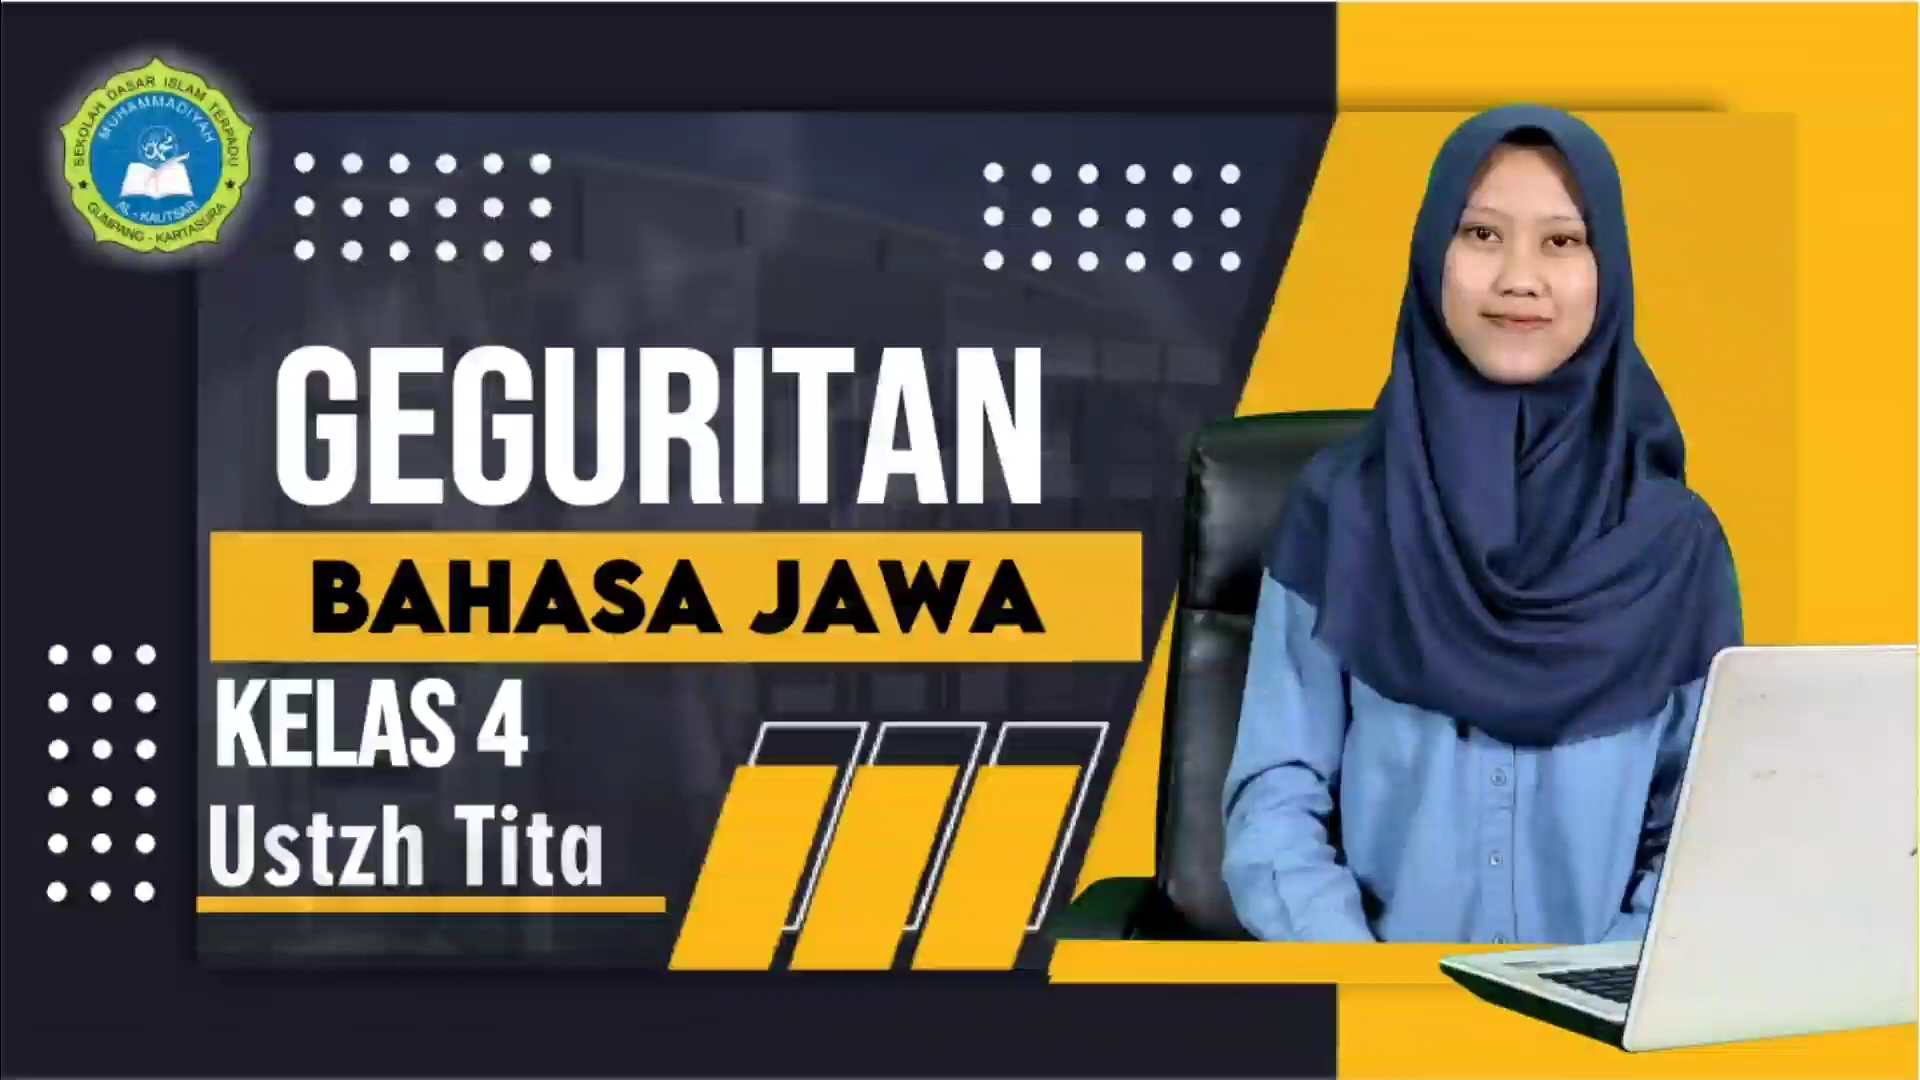 SEKOLAH DASAR ISLAM TERPADU
MUHAMMADIYAH
AL - KAUTSAR
GUMPANG - KARTASURA
GEGURITAN
BAHASA JAWA
KELAS 4
Ustzh Tita